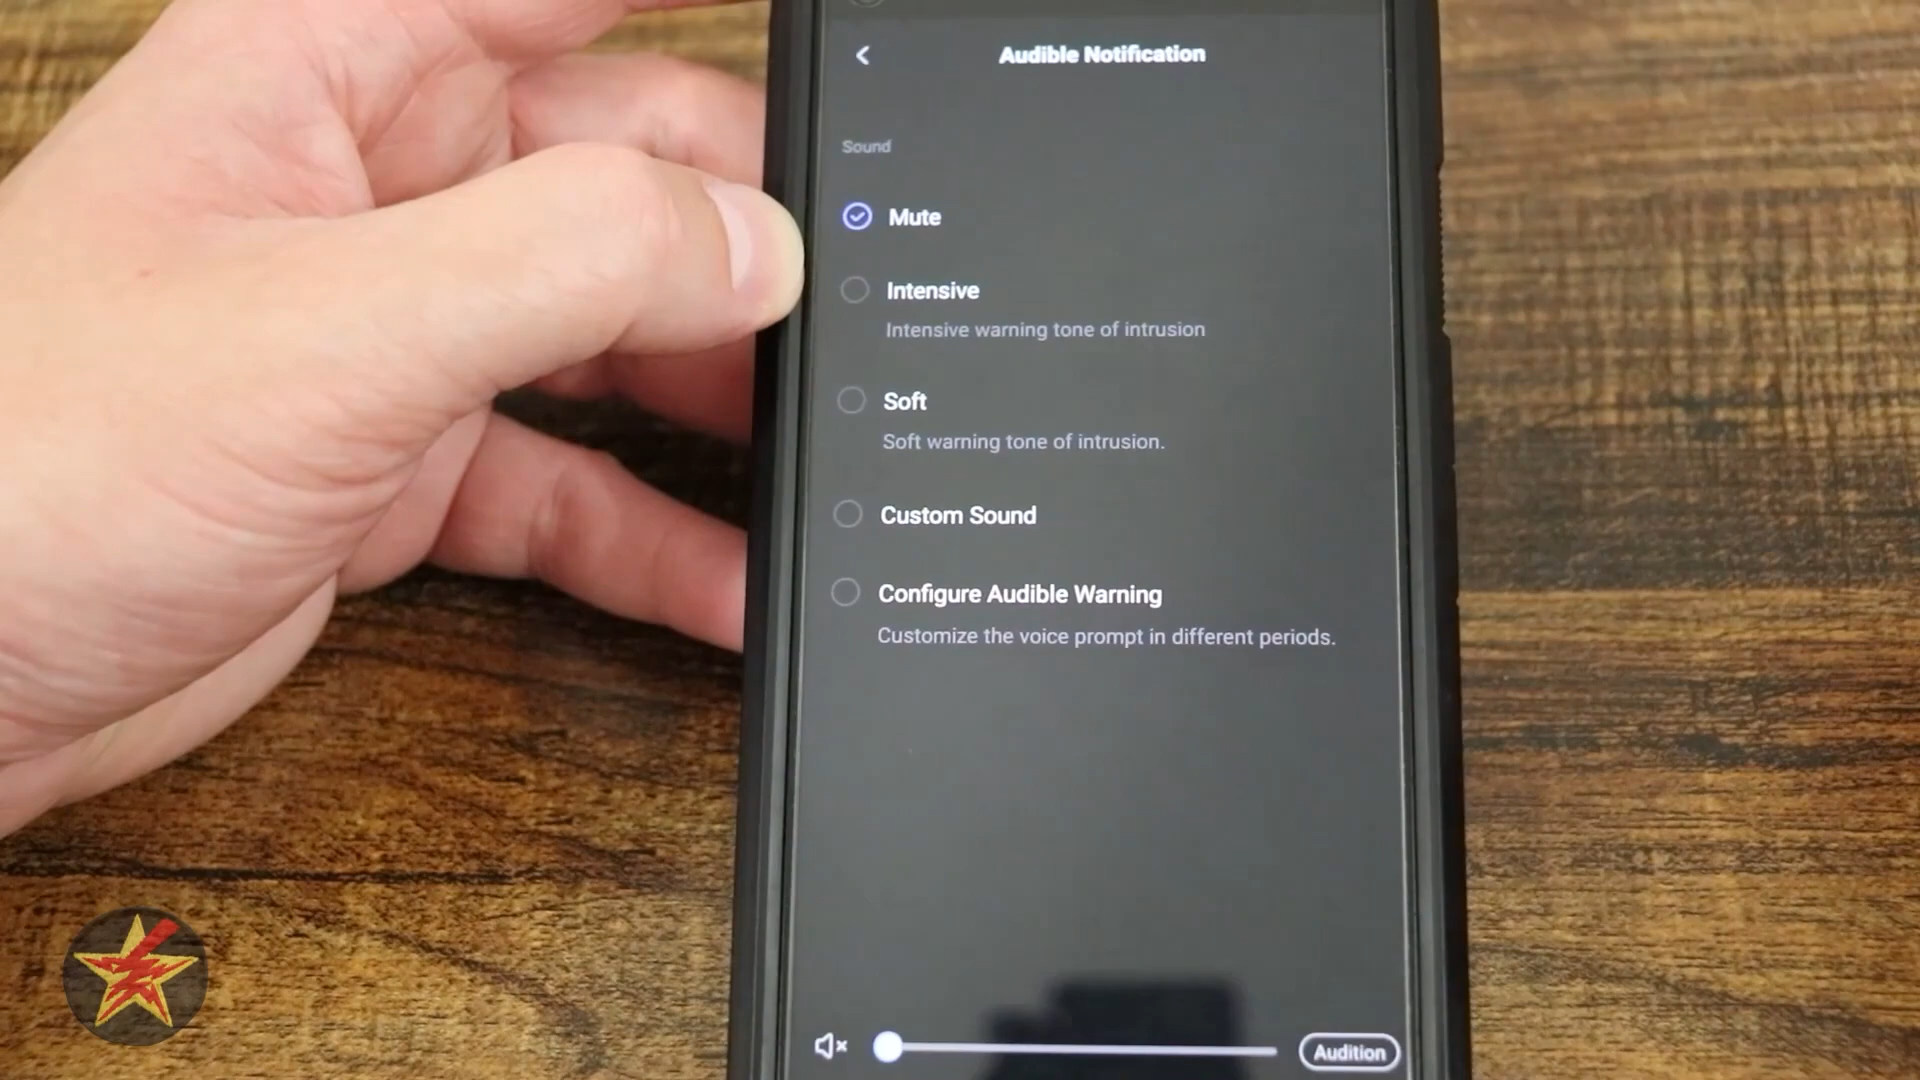 Audible Notification
Sound
Mute
Intensive
Intensive warning tone of intrusion
Soft
Soft warning tone of intrusion.
Custom Sound
Configure Audible Warning
Customize the voice prompt in different periods.
Audition